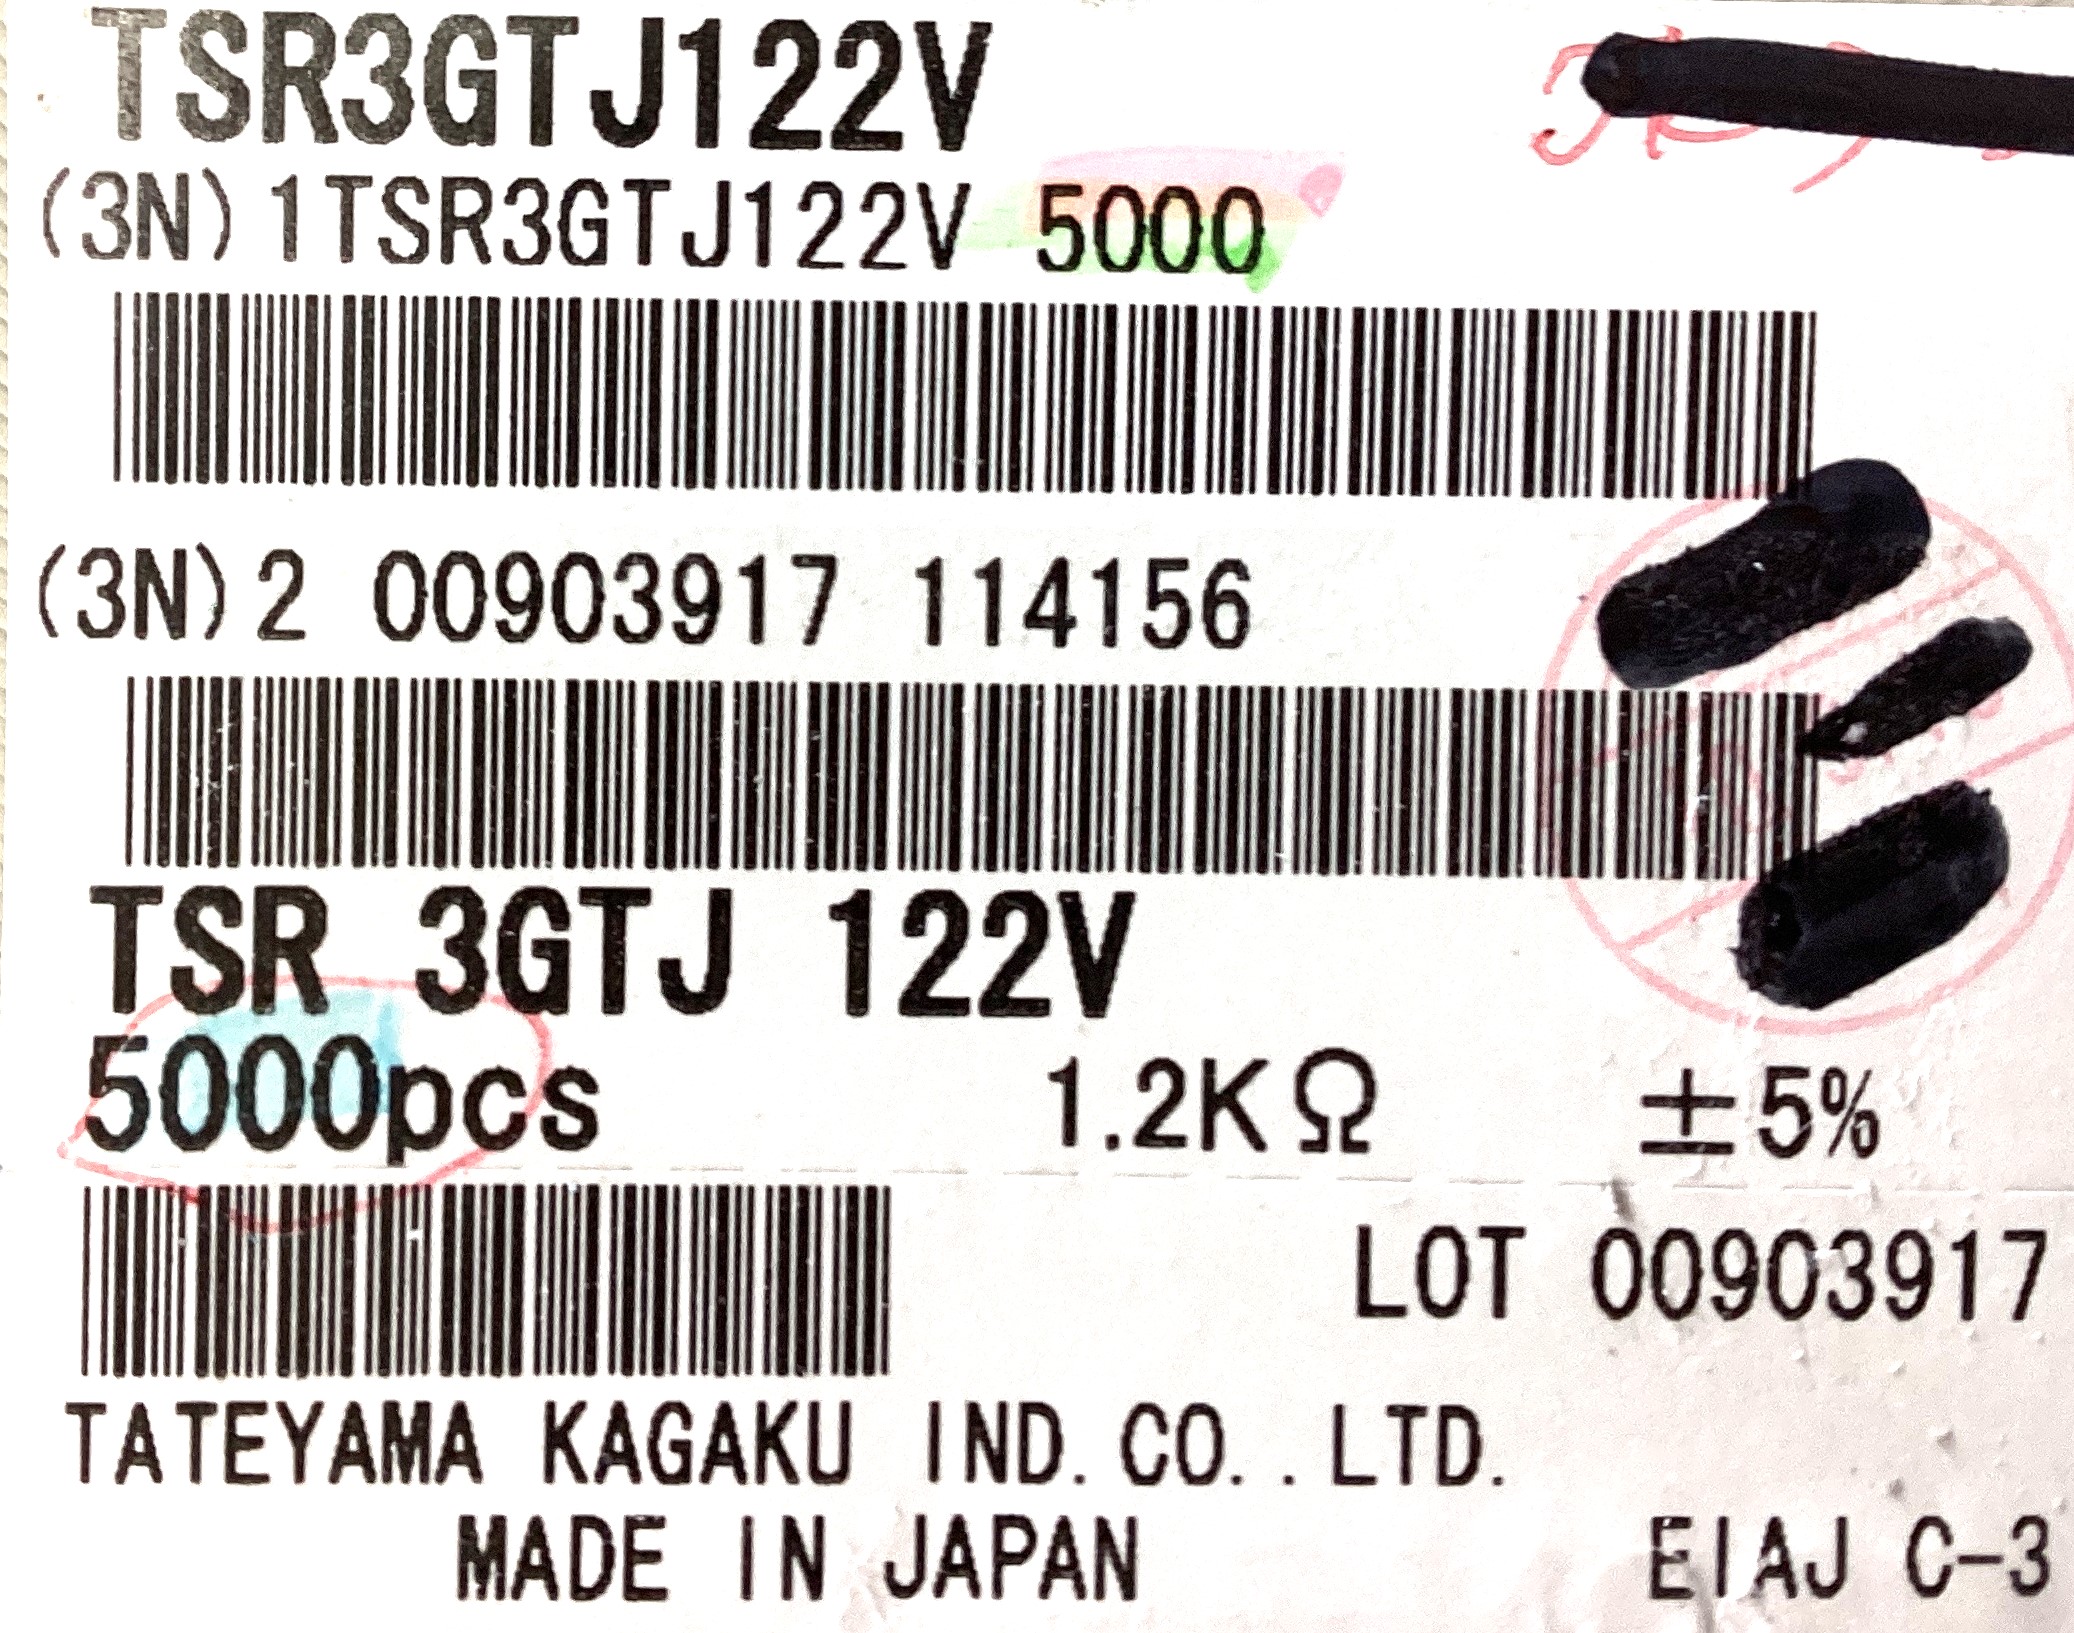 TSR3GTJ122V
(3N)1TSR3GTJ122V 5000
(3N)2 00903917 114156
TSR 3GTJ 122V
5000pcs 1.2KΩ ±5%
LOT 00903917
TATEYAMA KAGAKU IND.CO..LTD.
MADE IN JAPAN EIAJ C-3